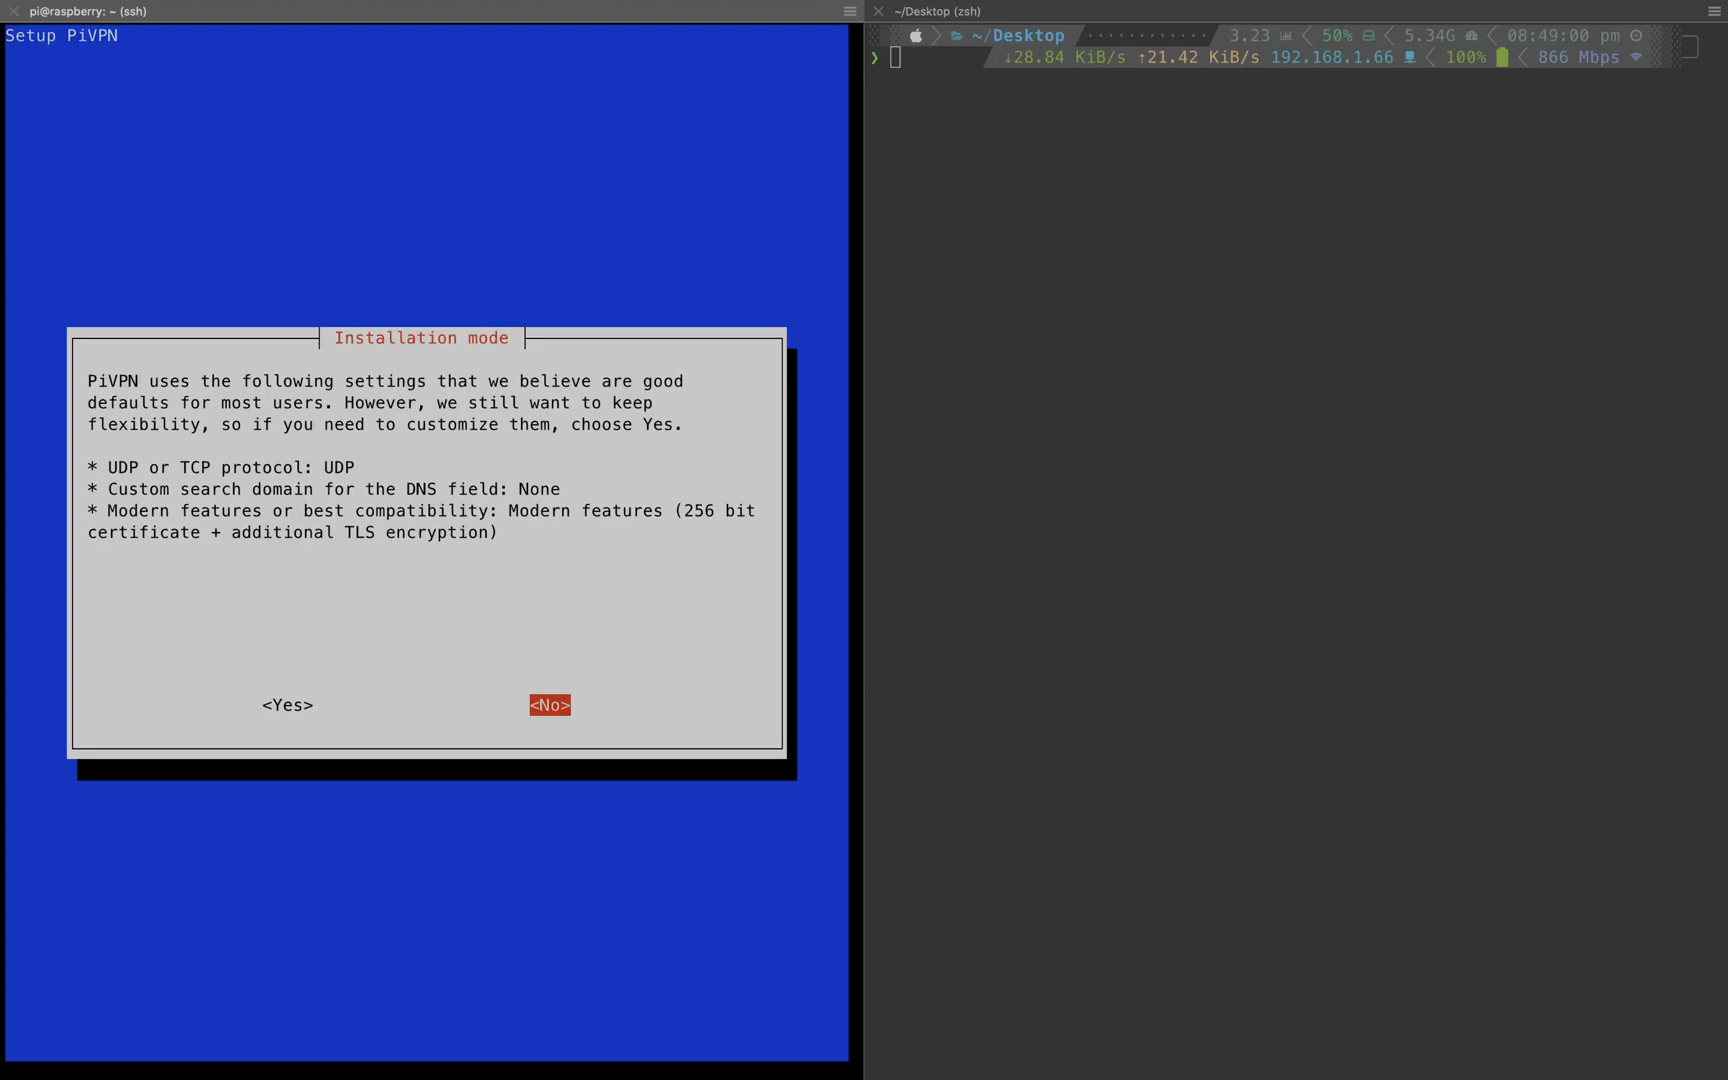 pi@raspberry: ~ (ssh)
Setup PiVPN
Installation mode
PiVPN uses the following settings that we believe are good
defaults for most users. However, we still want to keep
flexibility, so if you need to customize them, choose Yes.
* UDP or TCP protocol: UDP
* Custom search domain for the DNS field: None
* Modern features or best compatibility: Modern features (256 bit
certificate + additional TLS encryption)
<Yes> <No>
~/Desktop (zsh)
~/Desktop ············ 3.23 50% 5.34G 08:49:00 pm
❯ ↓28.84 KiB/s ↑21.42 KiB/s 192.168.1.66 100% 866 Mbps